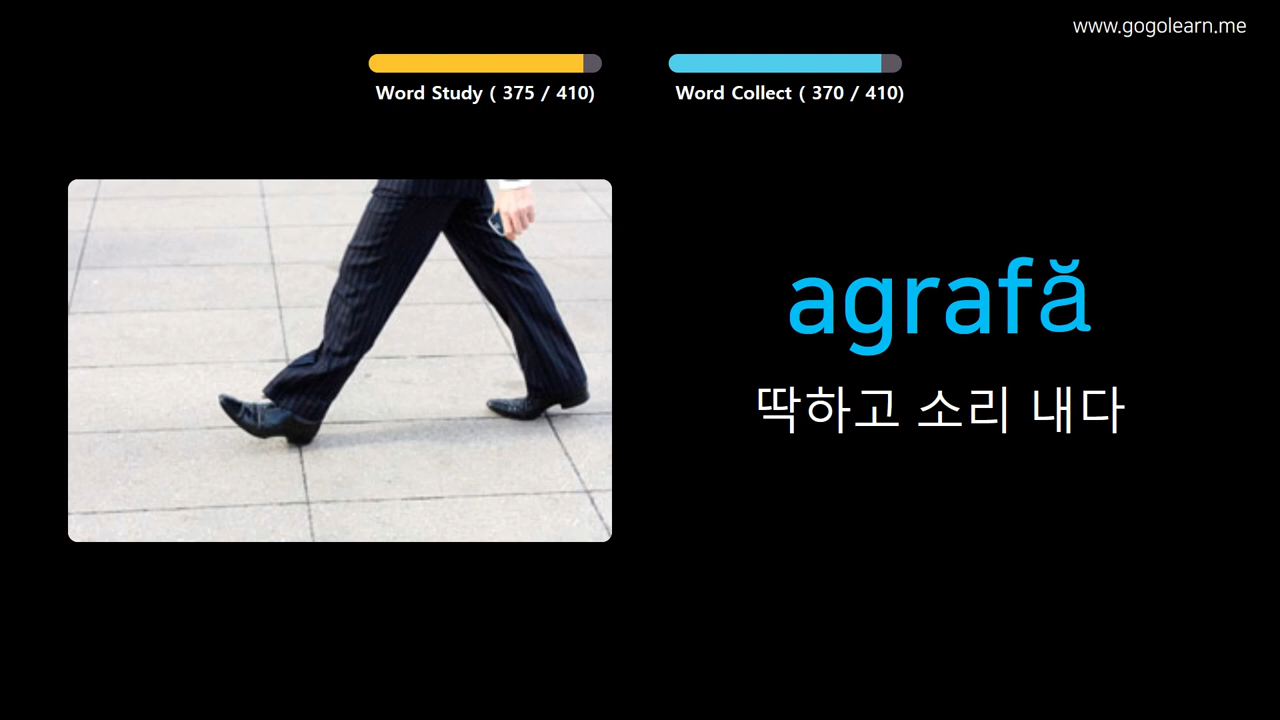 www.gogolearn.me
Word Study ( 375 / 410)
Word Collect ( 370 / 410)
agrafă
딱하고 소리 내다